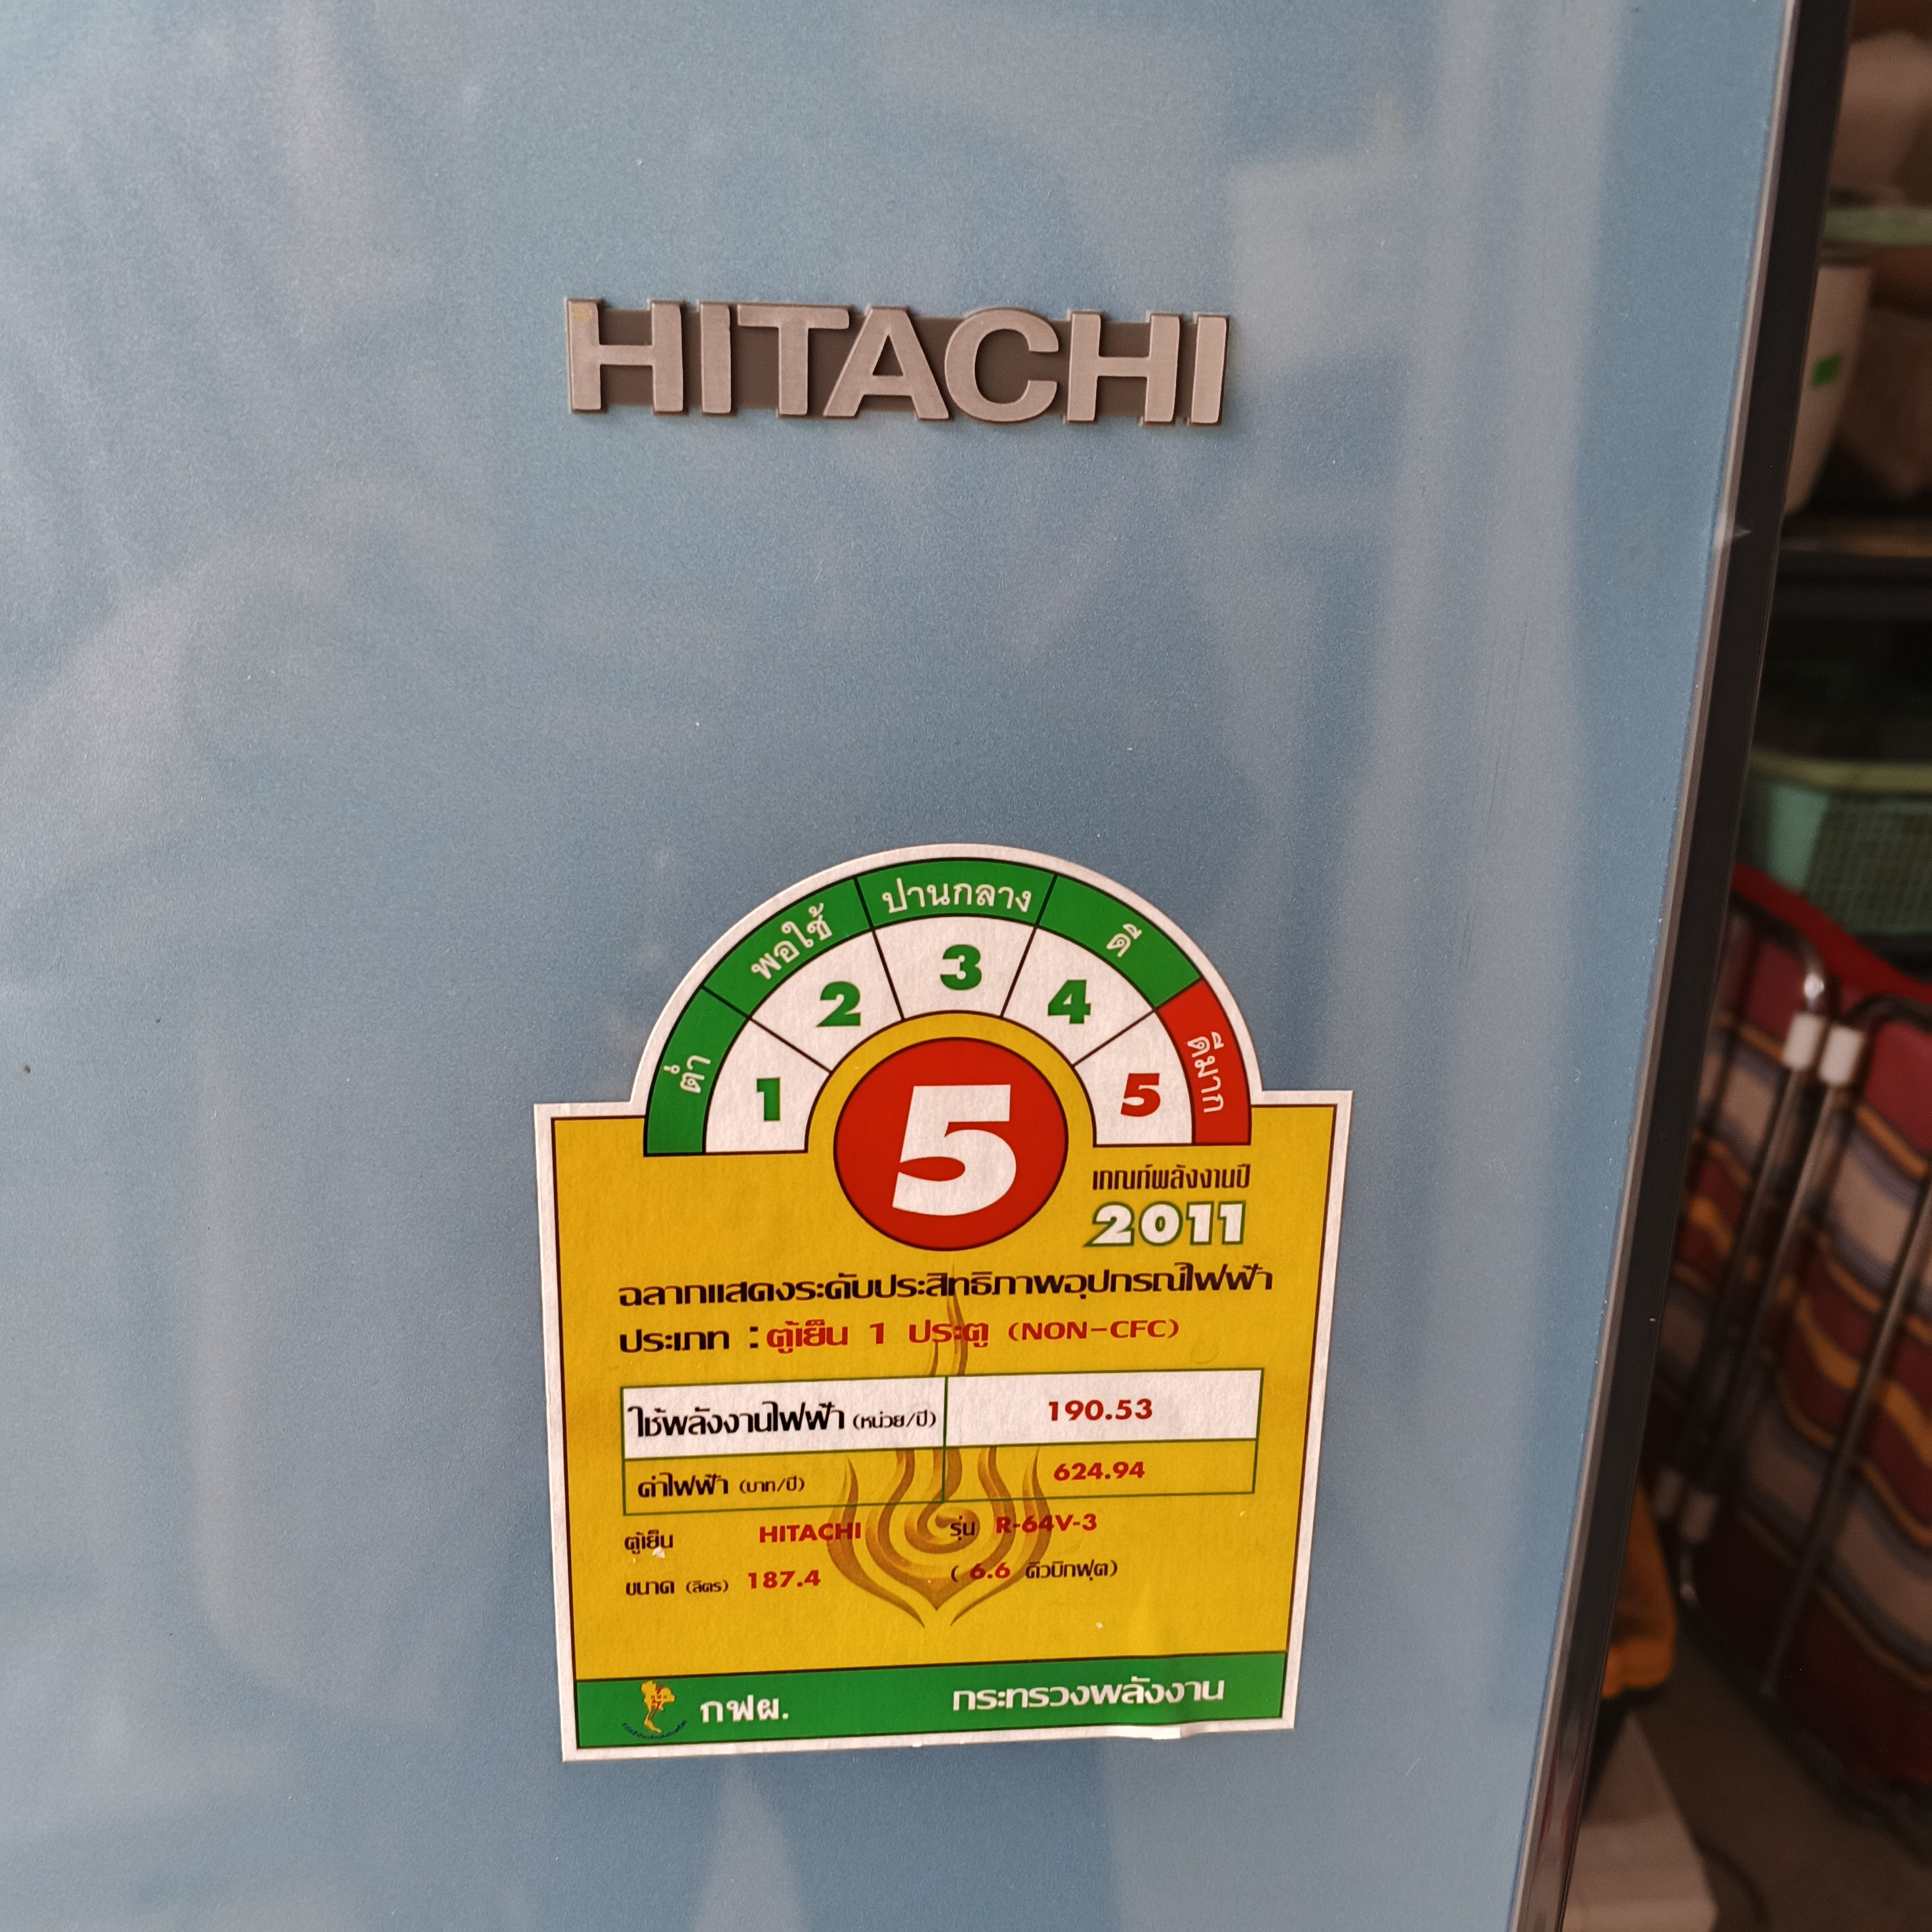 HITACHI
ต่ำ พอใช้ ปานกลาง ดี ดีมาก
1 2 3 4 5
5
เกณฑ์พลังงานปี
2011
ฉลากแสดงระดับประสิทธิภาพอุปกรณ์ไฟฟ้า
ประเภท : ตู้เย็น 1 ประตู (NON-CFC)
ใช้พลังงานไฟฟ้า (หน่วย/ปี) 190.53
ค่าไฟฟ้า (บาท/ปี) 624.94
ตู้เย็น HITACHI รุ่น R-64V-3
ขนาด (ลิตร) 187.4 ( 6.6 คิวบิกฟุต)
กฟผ. กระทรวงพลังงาน